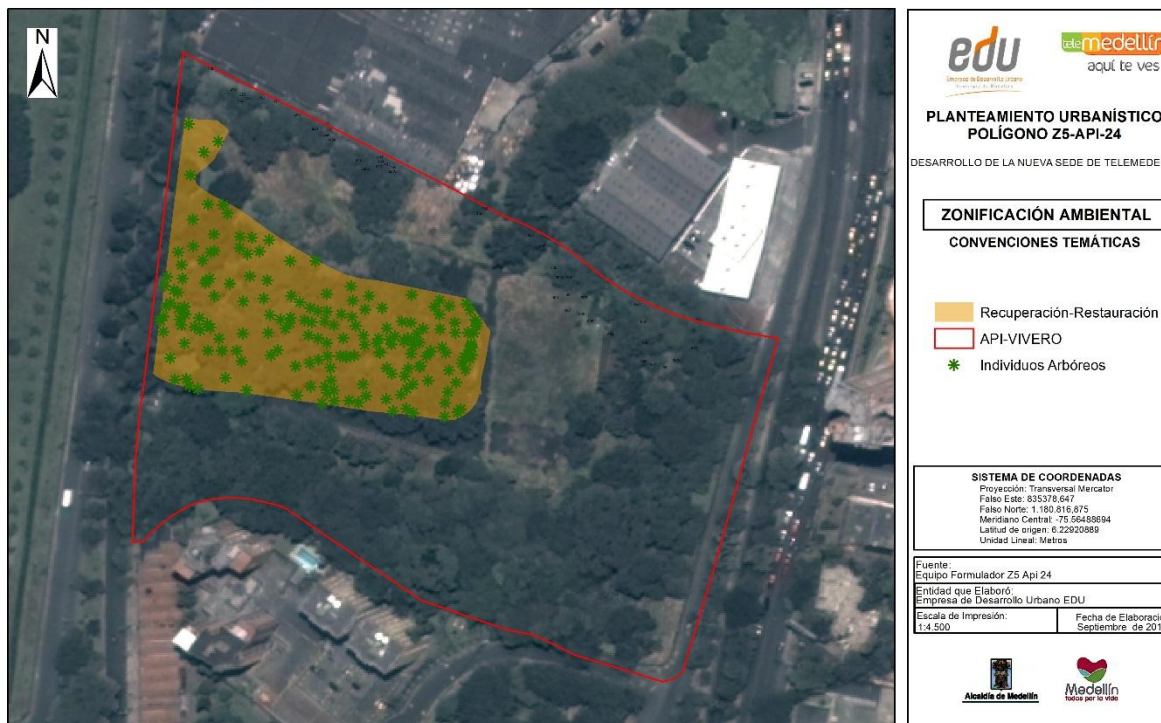 N
edu
Empresa de Desarrollo Urbano
telemedellín
aquí te ves
PLANTEAMIENTO URBANÍSTICO
POLÍGONO Z5-API-24
DESARROLLO DE LA NUEVA SEDE DE TELEMEDE
ZONIFICACIÓN AMBIENTAL
CONVENCIONES TEMÁTICAS
Recuperación-Restauración
API-VIVERO
Individuos Arbóreos
SISTEMA DE COORDENADAS
Proyección: Transversal Mercator
Falso Este: 835378,647
Falso Norte: 1.180.816,875
Meridiano Central: -75.56488694
Latitud de origen: 6.22920889
Unidad Lineal: Metros
Fuente:
Equipo Formulador Z5 Api 24
Entidad que Elaboró:
Empresa de Desarrollo Urbano EDU
Escala de Impresión:
1:4.500
Fecha de Elaboració
Septiembre de 201
Alcaldía de Medellín
Medellín
todos por la vida